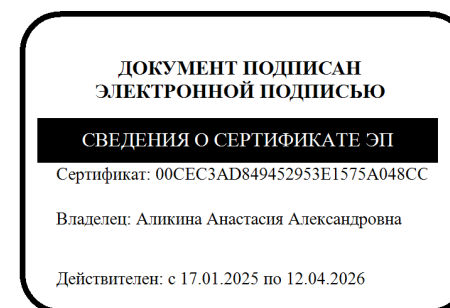 ДОКУМЕНТ ПОДПИСАН
ЭЛЕКТРОННОЙ ПОДПИСЬЮ
СВЕДЕНИЯ О СЕРТИФИКАТЕ ЭП
Сертификат: 00CEC3AD849452953E1575A048CC
Владелец: Аликина Анастасия Александровна
Действителен: с 17.01.2025 по 12.04.2026